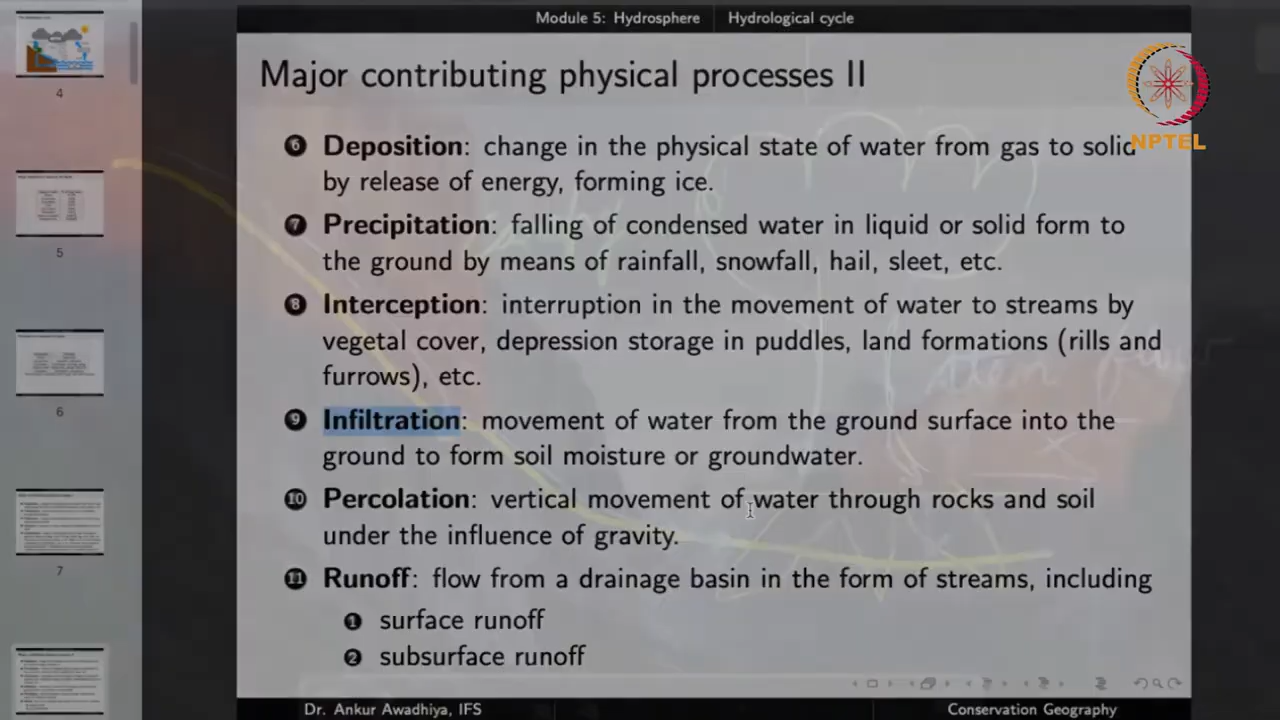 Module 5: Hydrosphere Hydrological cycle
Major contributing physical processes II
NPTEL
6 Deposition: change in the physical state of water from gas to solid
by release of energy, forming ice.
7 Precipitation: falling of condensed water in liquid or solid form to
the ground by means of rainfall, snowfall, hail, sleet, etc.
8 Interception: interruption in the movement of water to streams by
vegetal cover, depression storage in puddles, land formations (rills and
furrows), etc.
9 Infiltration: movement of water from the ground surface into the
ground to form soil moisture or groundwater.
10 Percolation: vertical movement of water through rocks and soil
under the influence of gravity.
11 Runoff: flow from a drainage basin in the form of streams, including
1 surface runoff
2 subsurface runoff
Dr. Ankur Awadhiya, IFS Conservation Geography
4
5
6
7